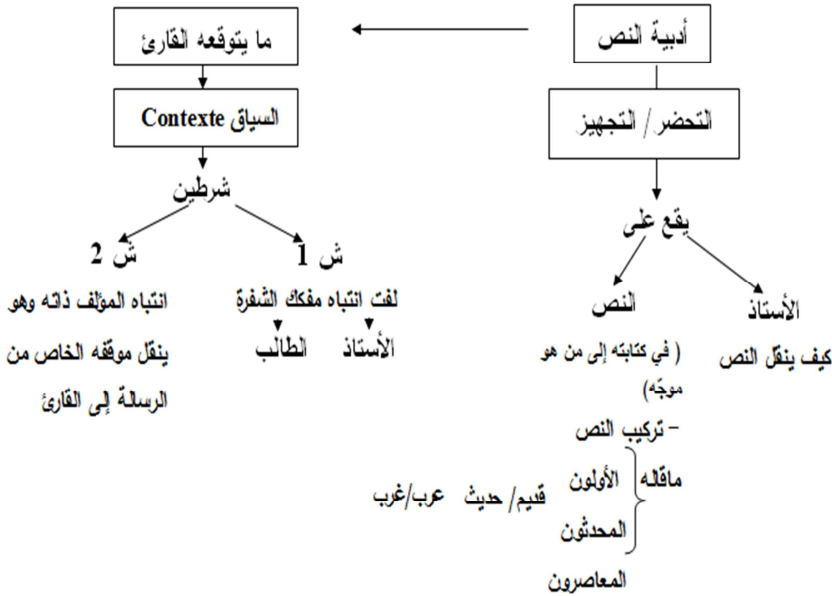 أدبية النص
ما يتوقعه القارئ
التحضر / التجهيز
السياق Contexte
يقع على
شرطين
ش 1
ش 2
الأستاذ
النص
لفت انتباه مفكك الشفرة
انتباه المؤلف ذاته وهو
كيف ينقل النص
( في كتابته إلى من هو
موجّه)
الأستاذ
الطالب
ينقل موقفه الخاص من
الرسالة إلى القارئ
- تركيب النص
ماقاله
الأولون
قديم/ حديث
عرب/غرب
المحدثون
المعاصرون